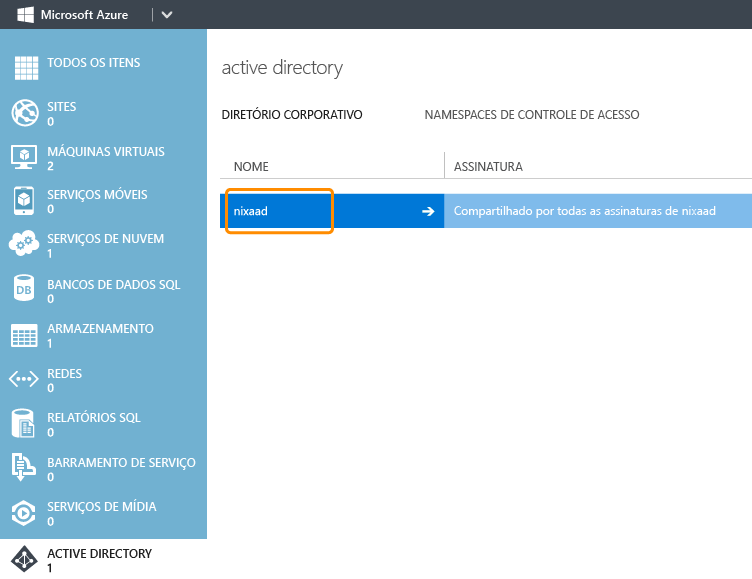 Microsoft Azure
TODOS OS ITENS
SITES
0
MÁQUINAS VIRTUAIS
2
SERVIÇOS MÓVEIS
0
SERVIÇOS DE NUVEM
1
DB
BANCOS DE DADOS SQL
0
ARMAZENAMENTO
1
REDES
0
RELATÓRIOS SQL
0
BARRAMENTO DE SERVIÇO
0
SERVIÇOS DE MÍDIA
0
ACTIVE DIRECTORY
1
active directory
DIRETÓRIO CORPORATIVO NAMESPACES DE CONTROLE DE ACESSO
NOME ASSINATURA
nixaad Compartilhado por todas as assinaturas de nixaad